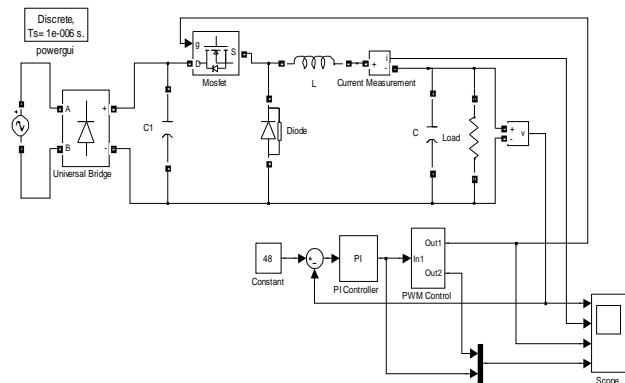 Discrete,
Ts= 1e-006 s.
powergui
g
D
S
Mosfet
L
i
+
-
Current Measurement
A
B
+
-
Universal Bridge
C1
Diode
C
Load
+
-
v
48
Constant
PI
PI Controller
In1
Out1
Out2
PWM Control
Scope